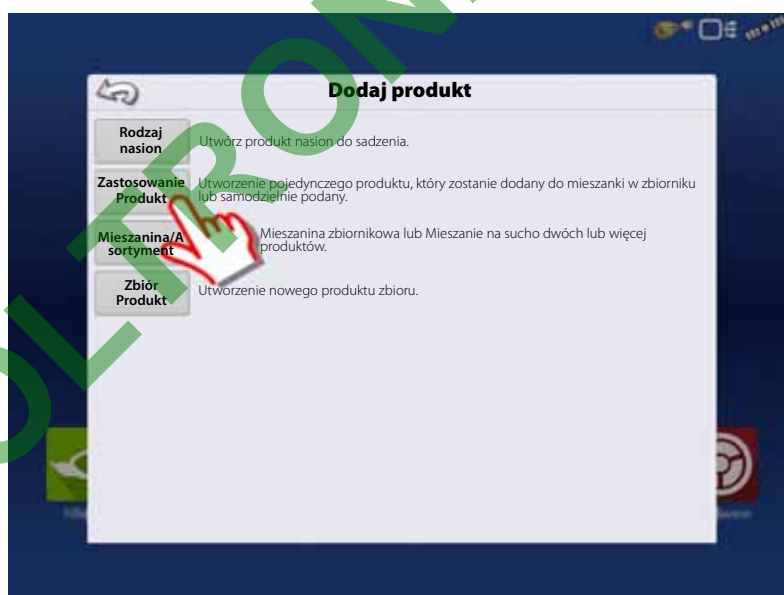 Dodaj produkt
Rodzaj
nasion
Utwórz produkt nasion do sadzenia.
Zastosowanie
Produkt
Utworzenie pojedynczego produktu, który zostanie dodany do mieszanki w zbiorniku
lub samodzielnie podany.
Mieszanina/A
sortyment
Mieszanina zbiornikowa lub Mieszanie na sucho dwóch lub więcej
produktów.
Zbiór
Produkt
Utworzenie nowego produktu zbioru.
OLTRON